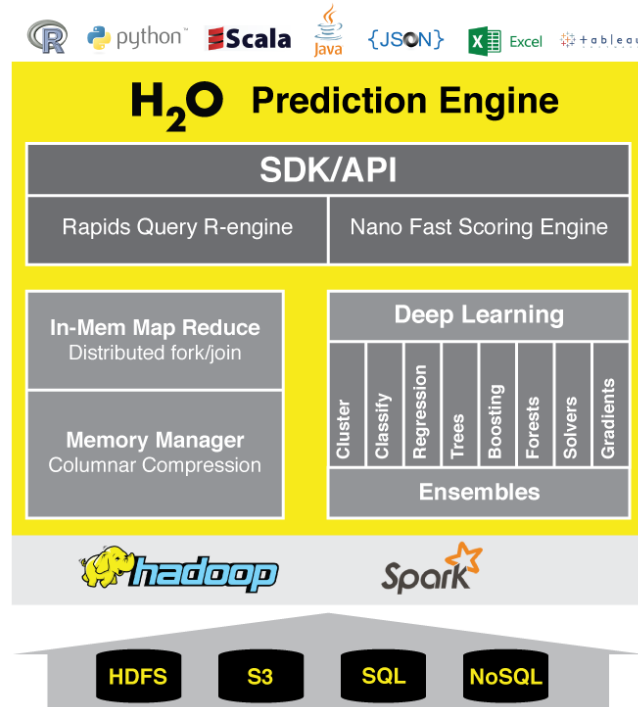 R python™ Scala Java {JSON} Excel +ableau
H2O Prediction Engine
SDK/API
Rapids Query R-engine
Nano Fast Scoring Engine
In-Mem Map Reduce
Distributed fork/join
Memory Manager
Columnar Compression
Deep Learning
Cluster
Classify
Regression
Trees
Boosting
Forests
Solvers
Gradients
Ensembles
hadoop
Spark
HDFS S3 SQL NoSQL